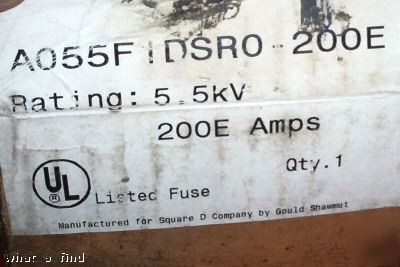 A055F1DSR0-200E
Rating: 5.5kV
200E Amps
Qty.1
UL
®
Listed Fuse
Manufactured for Square D Company by Gould Shawmut
what a find